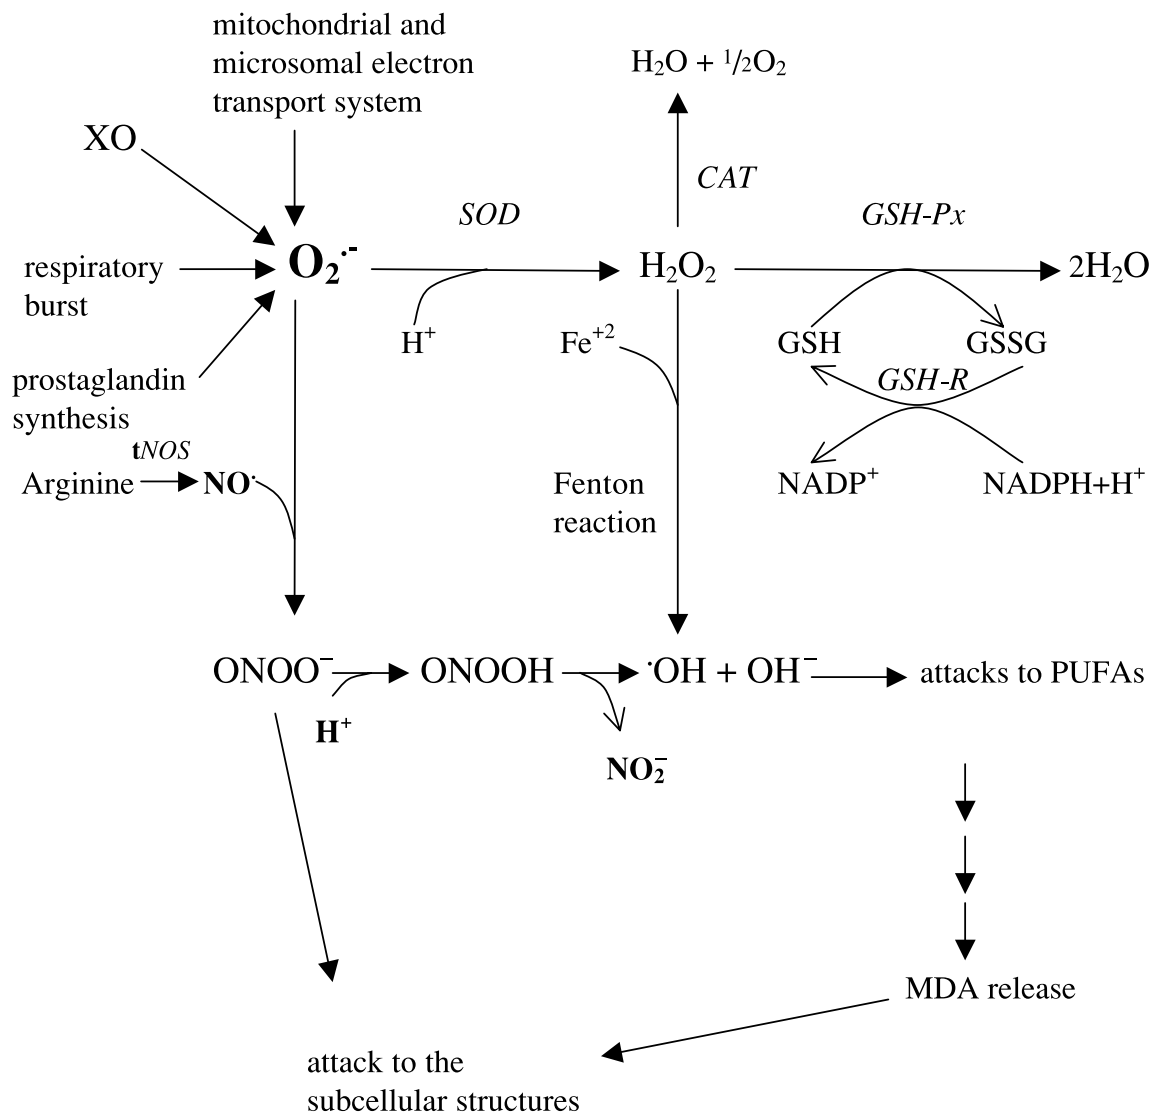 mitochondrial and
microsomal electron
transport system
H₂O + ½O₂
XO
CAT
SOD
GSH-Px
O₂·-
H₂O₂
2H₂O
respiratory
burst
H⁺
Fe⁺²
GSH
GSSG
GSH-R
prostaglandin
synthesis
tNOS
Arginine
NO·
NADP⁺
NADPH+H⁺
Fenton
reaction
ONOO⁻
ONOOH
·OH + OH⁻
attacks to PUFAs
H⁺
NO₂⁻
MDA release
attack to the
subcellular structures